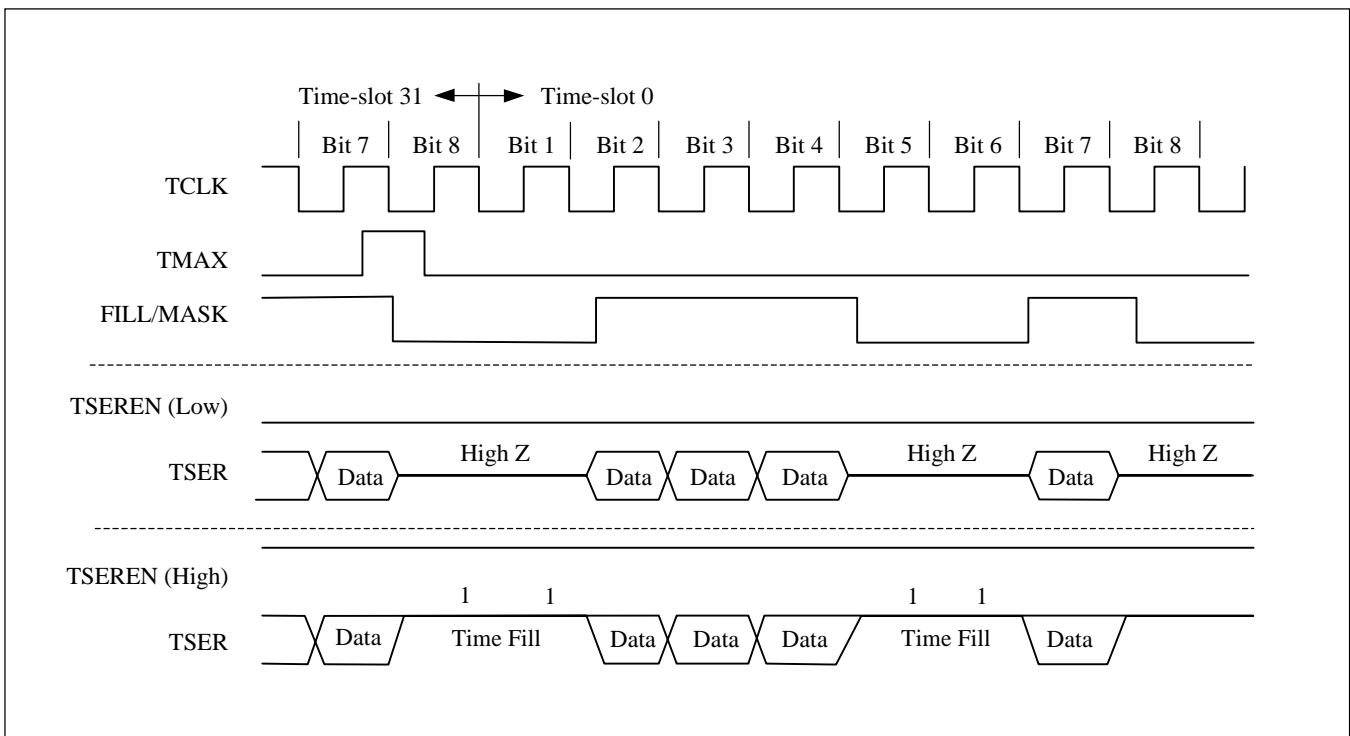 Time-slot 31 Time-slot 0
Bit 7 Bit 8 Bit 1 Bit 2 Bit 3 Bit 4 Bit 5 Bit 6 Bit 7 Bit 8
TCLK
TMAX
FILL/MASK
TSEREN (Low)
High Z High Z High Z
TSER Data Data Data Data Data
TSEREN (High)
1 1 1 1
TSER Data Time Fill Data Data Data Time Fill Data